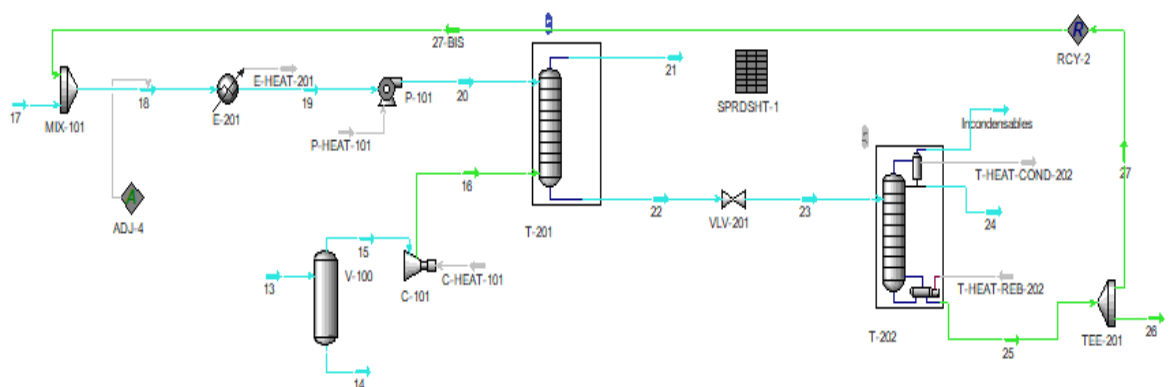 27-BIS
R
RCY-2
17
MIX-101
18
E-201
E-HEAT-201
19
P-HEAT-101
P-101
20
21
T-201
SPRDSHT-1
A
ADJ-4
16
13
V-100
14
15
C-101
C-HEAT-101
22
VLV-201
23
Incondensables
T-HEAT-COND-202
24
T-HEAT-REB-202
T-202
25
27
TEE-201
26